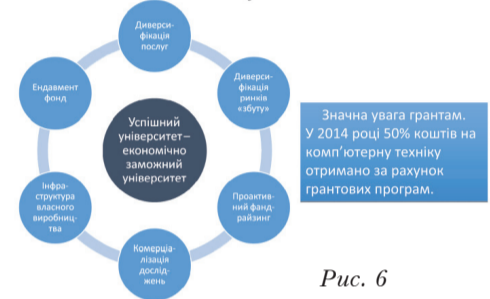 Диверси-
фікація
послуг
Диверси-
фікація
ринків
«збуту»
Проактив-
ний фанд-
райзинг
Комерціа-
лізація
дослід-
жень
Інфра-
структура
власного
виробниц-
тва
Ендавмент
фонд
Успішний
університет–
економічно
заможний
університет
Значна увага грантам.
У 2014 році 50% коштів на
комп'ютерну техніку
отримано за рахунок
грантових програм.
Рис. 6